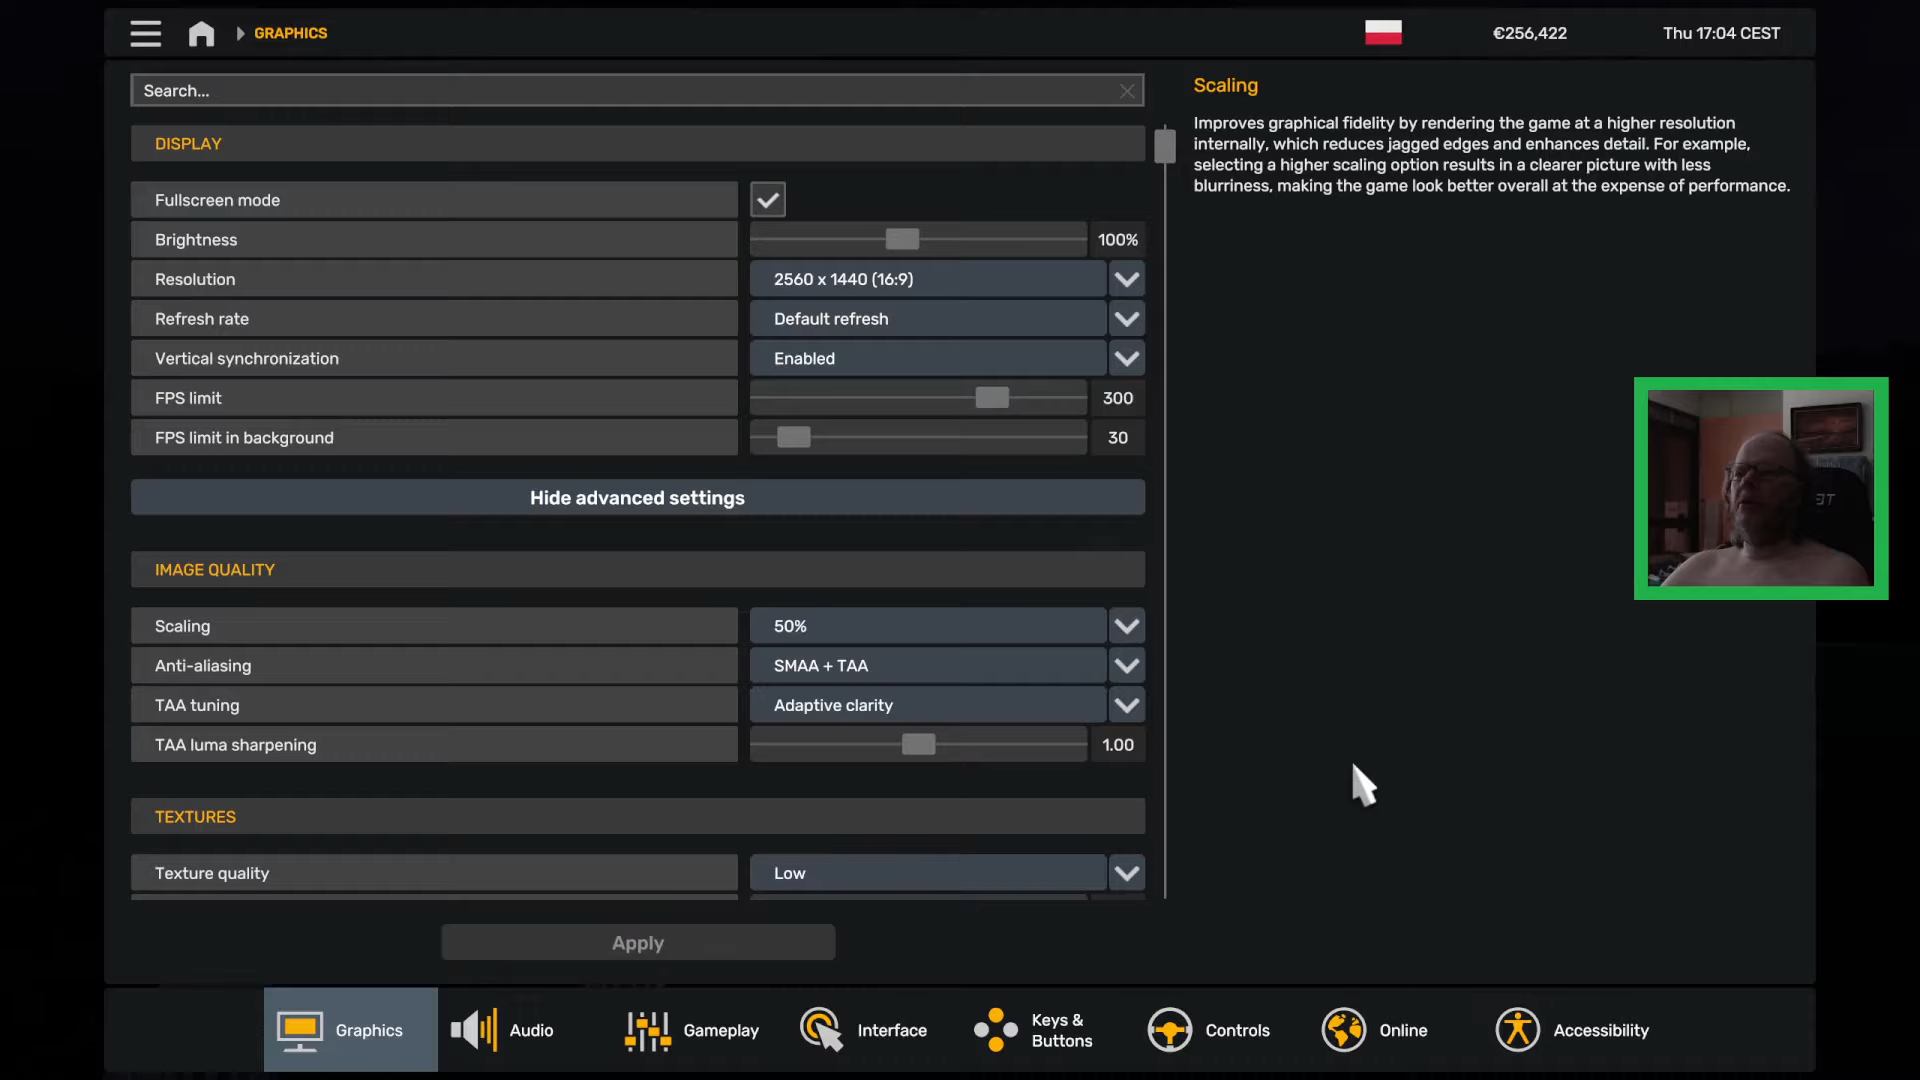 GRAPHICS
€256,422
Thu 17:04 CEST
Search...
DISPLAY
Fullscreen mode
Brightness
100%
Resolution
2560 x 1440 (16:9)
Refresh rate
Default refresh
Vertical synchronization
Enabled
FPS limit
300
FPS limit in background
30
Hide advanced settings
IMAGE QUALITY
Scaling
50%
Anti-aliasing
SMAA + TAA
TAA tuning
Adaptive clarity
TAA luma sharpening
1.00
TEXTURES
Texture quality
Low
Apply
Scaling
Improves graphical fidelity by rendering the game at a higher resolution
internally, which reduces jagged edges and enhances detail. For example,
selecting a higher scaling option results in a clearer picture with less
blurriness, making the game look better overall at the expense of performance.
Graphics
Audio
Gameplay
Interface
Keys &
Buttons
Controls
Online
Accessibility